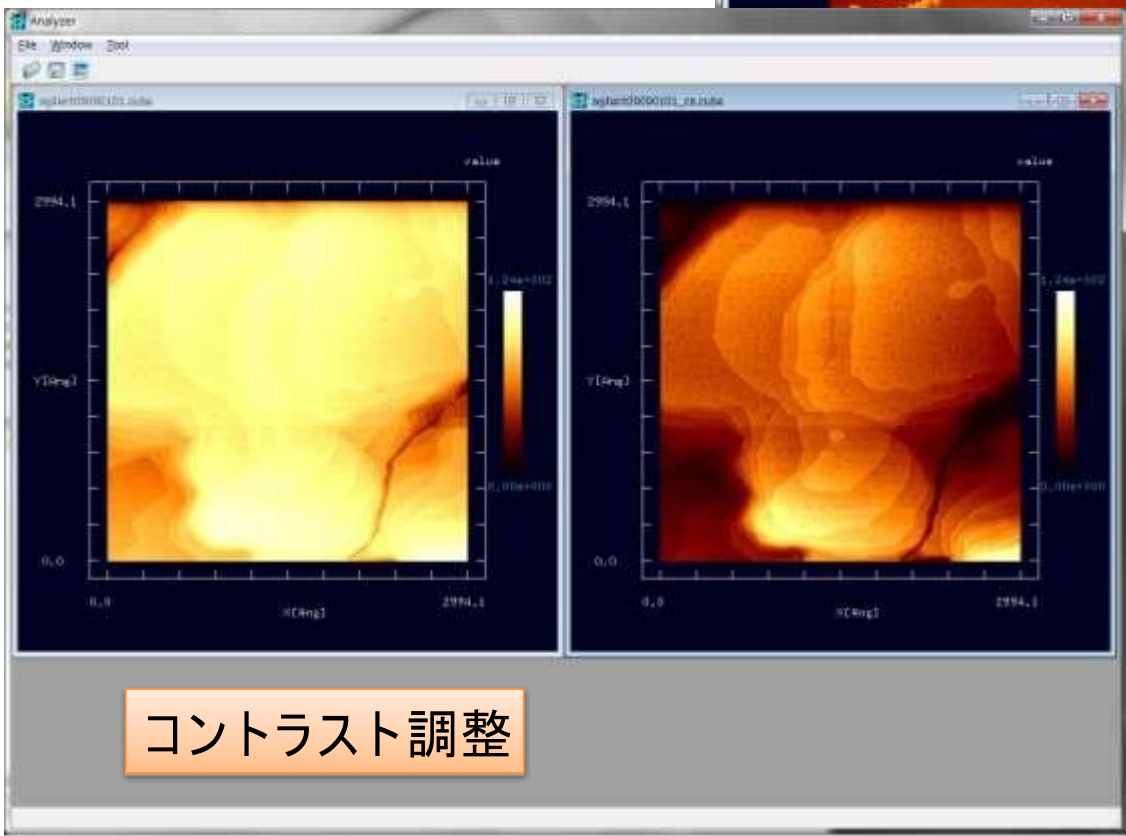 Analyzer
File Window Tool
value
2994.1
Y[Ang]
0.0
0.0
X[Ang]
2994.1
value
2994.1
Y[Ang]
0.0
0.0
X[Ang]
2994.1
コントラスト調整